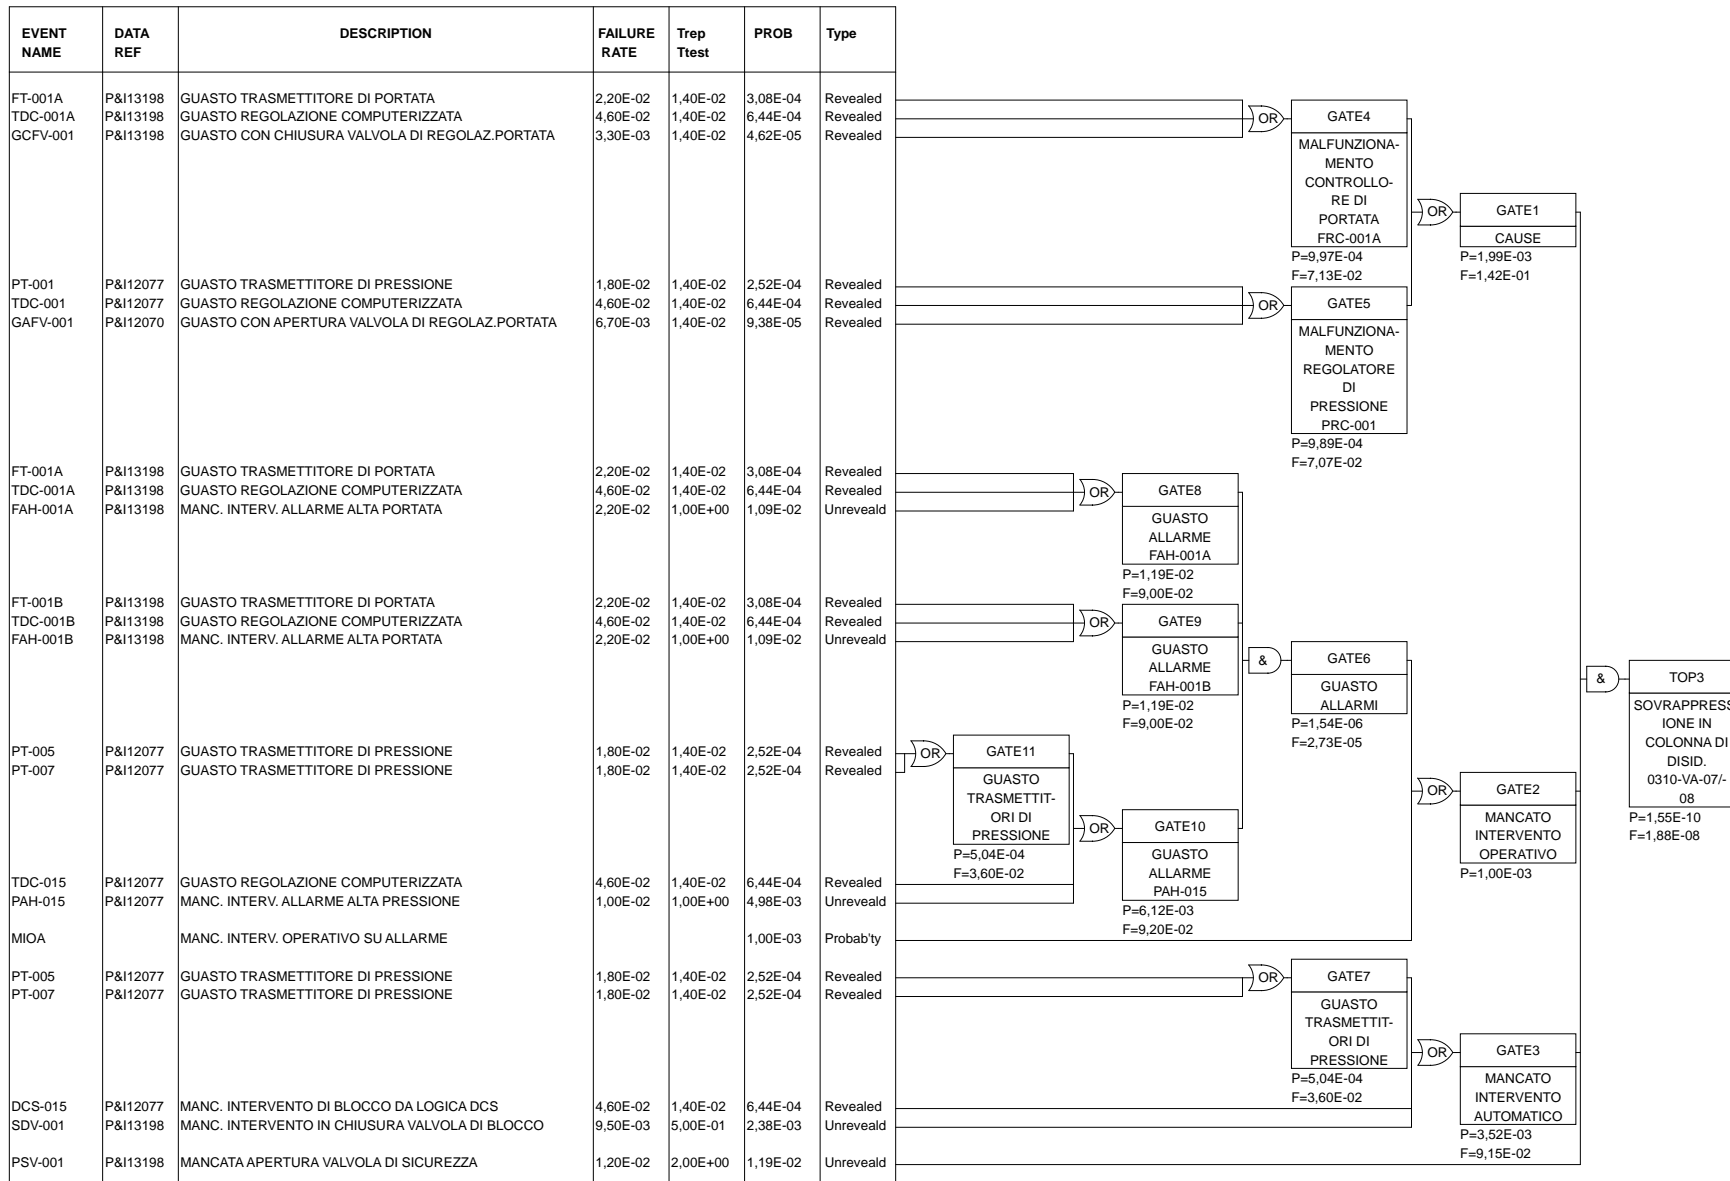 EVENT NAME DATA REF DESCRIPTION FAILURE RATE Trep Ttest PROB Type
FT-001A P&I13198 GUASTO TRASMETTITORE DI PORTATA 2,20E-02 1,40E-02 3,08E-04 Revealed
TDC-001A P&I13198 GUASTO REGOLAZIONE COMPUTERIZZATA 4,60E-02 1,40E-02 6,44E-04 Revealed
GCFV-001 P&I13198 GUASTO CON CHIUSURA VALVOLA DI REGOLAZ.PORTATA 3,30E-03 1,40E-02 4,62E-05 Revealed
OR
GATE4
MALFUNZIONA-
MENTO
CONTROLLO-
RE DI
PORTATA
FRC-001A
P=9,97E-04
F=7,13E-02
OR
GATE1
CAUSE
P=1,99E-03
F=1,42E-01
PT-001 P&I12077 GUASTO TRASMETTITORE DI PRESSIONE 1,80E-02 1,40E-02 2,52E-04 Revealed
TDC-001 P&I12077 GUASTO REGOLAZIONE COMPUTERIZZATA 4,60E-02 1,40E-02 6,44E-04 Revealed
GAFV-001 P&I12070 GUASTO CON APERTURA VALVOLA DI REGOLAZ.PORTATA 6,70E-03 1,40E-02 9,38E-05 Revealed
OR
GATE5
MALFUNZIONA-
MENTO
REGOLATORE
DI
PRESSIONE
PRC-001
P=9,89E-04
F=7,07E-02
FT-001A P&I13198 GUASTO TRASMETTITORE DI PORTATA 2,20E-02 1,40E-02 3,08E-04 Revealed
TDC-001A P&I13198 GUASTO REGOLAZIONE COMPUTERIZZATA 4,60E-02 1,40E-02 6,44E-04 Revealed
FAH-001A P&I13198 MANC. INTERV. ALLARME ALTA PORTATA 2,20E-02 1,00E+00 1,09E-02 Unreveald
OR
GATE8
GUASTO
ALLARME
FAH-001A
P=1,19E-02
F=9,00E-02
FT-001B P&I13198 GUASTO TRASMETTITORE DI PORTATA 2,20E-02 1,40E-02 3,08E-04 Revealed
TDC-001B P&I13198 GUASTO REGOLAZIONE COMPUTERIZZATA 4,60E-02 1,40E-02 6,44E-04 Revealed
FAH-001B P&I13198 MANC. INTERV. ALLARME ALTA PORTATA 2,20E-02 1,00E+00 1,09E-02 Unreveald
OR
GATE9
GUASTO
ALLARME
FAH-001B
P=1,19E-02
F=9,00E-02
&
GATE6
GUASTO
ALLARMI
P=1,54E-06
F=2,73E-05
&
TOP3
SOVRAPPRESS
IONE IN
COLONNA DI
DISID.
0310-VA-07/-
08
P=1,55E-10
F=1,88E-08
PT-005 P&I12077 GUASTO TRASMETTITORE DI PRESSIONE 1,80E-02 1,40E-02 2,52E-04 Revealed
PT-007 P&I12077 GUASTO TRASMETTITORE DI PRESSIONE 1,80E-02 1,40E-02 2,52E-04 Revealed
OR
GATE11
GUASTO
TRASMETTIT-
ORI DI
PRESSIONE
P=5,04E-04
F=3,60E-02
OR
GATE10
GUASTO
ALLARME
PAH-015
P=6,12E-03
F=9,20E-02
OR
GATE2
MANCATO
INTERVENTO
OPERATIVO
P=1,00E-03
TDC-015 P&I12077 GUASTO REGOLAZIONE COMPUTERIZZATA 4,60E-02 1,40E-02 6,44E-04 Revealed
PAH-015 P&I12077 MANC. INTERV. ALLARME ALTA PRESSIONE 1,00E-02 1,00E+00 4,98E-03 Unreveald
MIOA MANC. INTERV. OPERATIVO SU ALLARME 1,00E-03 Probab'ty
PT-005 P&I12077 GUASTO TRASMETTITORE DI PRESSIONE 1,80E-02 1,40E-02 2,52E-04 Revealed
PT-007 P&I12077 GUASTO TRASMETTITORE DI PRESSIONE 1,80E-02 1,40E-02 2,52E-04 Revealed
OR
GATE7
GUASTO
TRASMETTIT-
ORI DI
PRESSIONE
P=5,04E-04
F=3,60E-02
OR
GATE3
MANCATO
INTERVENTO
AUTOMATICO
P=3,52E-03
F=9,15E-02
DCS-015 P&I12077 MANC. INTERVENTO DI BLOCCO DA LOGICA DCS 4,60E-02 1,40E-02 6,44E-04 Revealed
SDV-001 P&I13198 MANC. INTERVENTO IN CHIUSURA VALVOLA DI BLOCCO 9,50E-03 5,00E-01 2,38E-03 Unreveald
PSV-001 P&I13198 MANCATA APERTURA VALVOLA DI SICUREZZA 1,20E-02 2,00E+00 1,19E-02 Unreveald